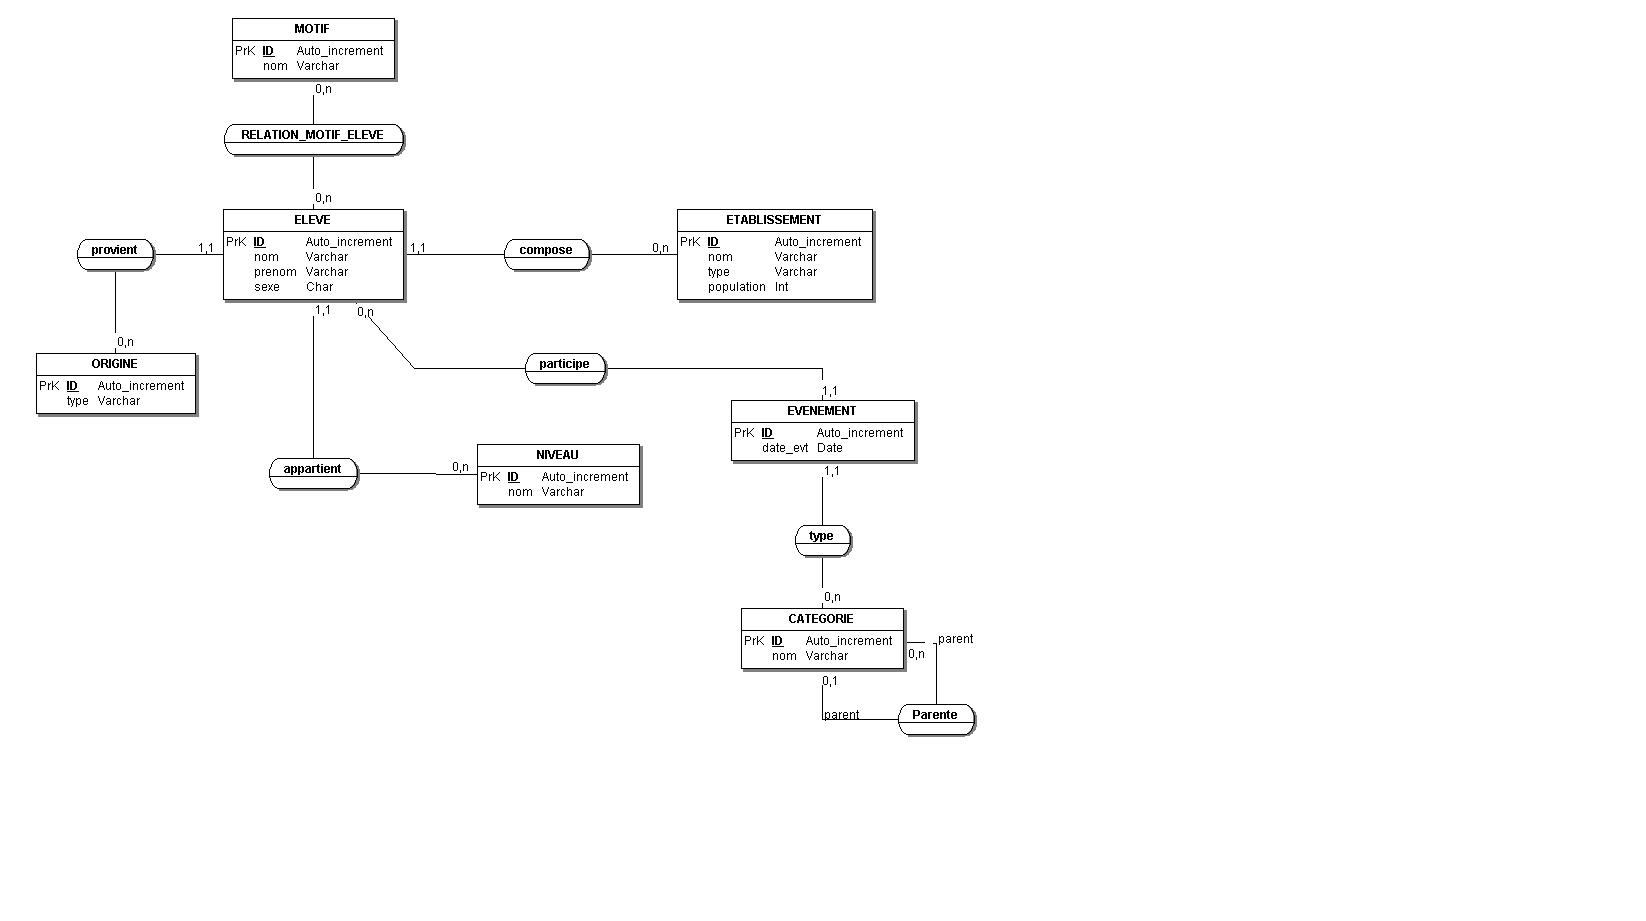 MOTIF
PrK ID Auto_increment
nom Varchar
0,n
RELATION_MOTIF_ELEVE
0,n
ELEVE
PrK ID Auto_increment
nom Varchar
prenom Varchar
sexe Char
provient
1,1
1,1
compose
0,n
ETABLISSEMENT
PrK ID Auto_increment
nom Varchar
type Varchar
population Int
1,1
0,n
0,n
ORIGINE
PrK ID Auto_increment
type Varchar
participe
1,1
EVENEMENT
PrK ID Auto_increment
date_evt Date
1,1
appartient
0,n
NIVEAU
PrK ID Auto_increment
nom Varchar
type
0,n
CATEGORIE
PrK ID Auto_increment
nom Varchar
parent
0,n
0,1
parent
Parente